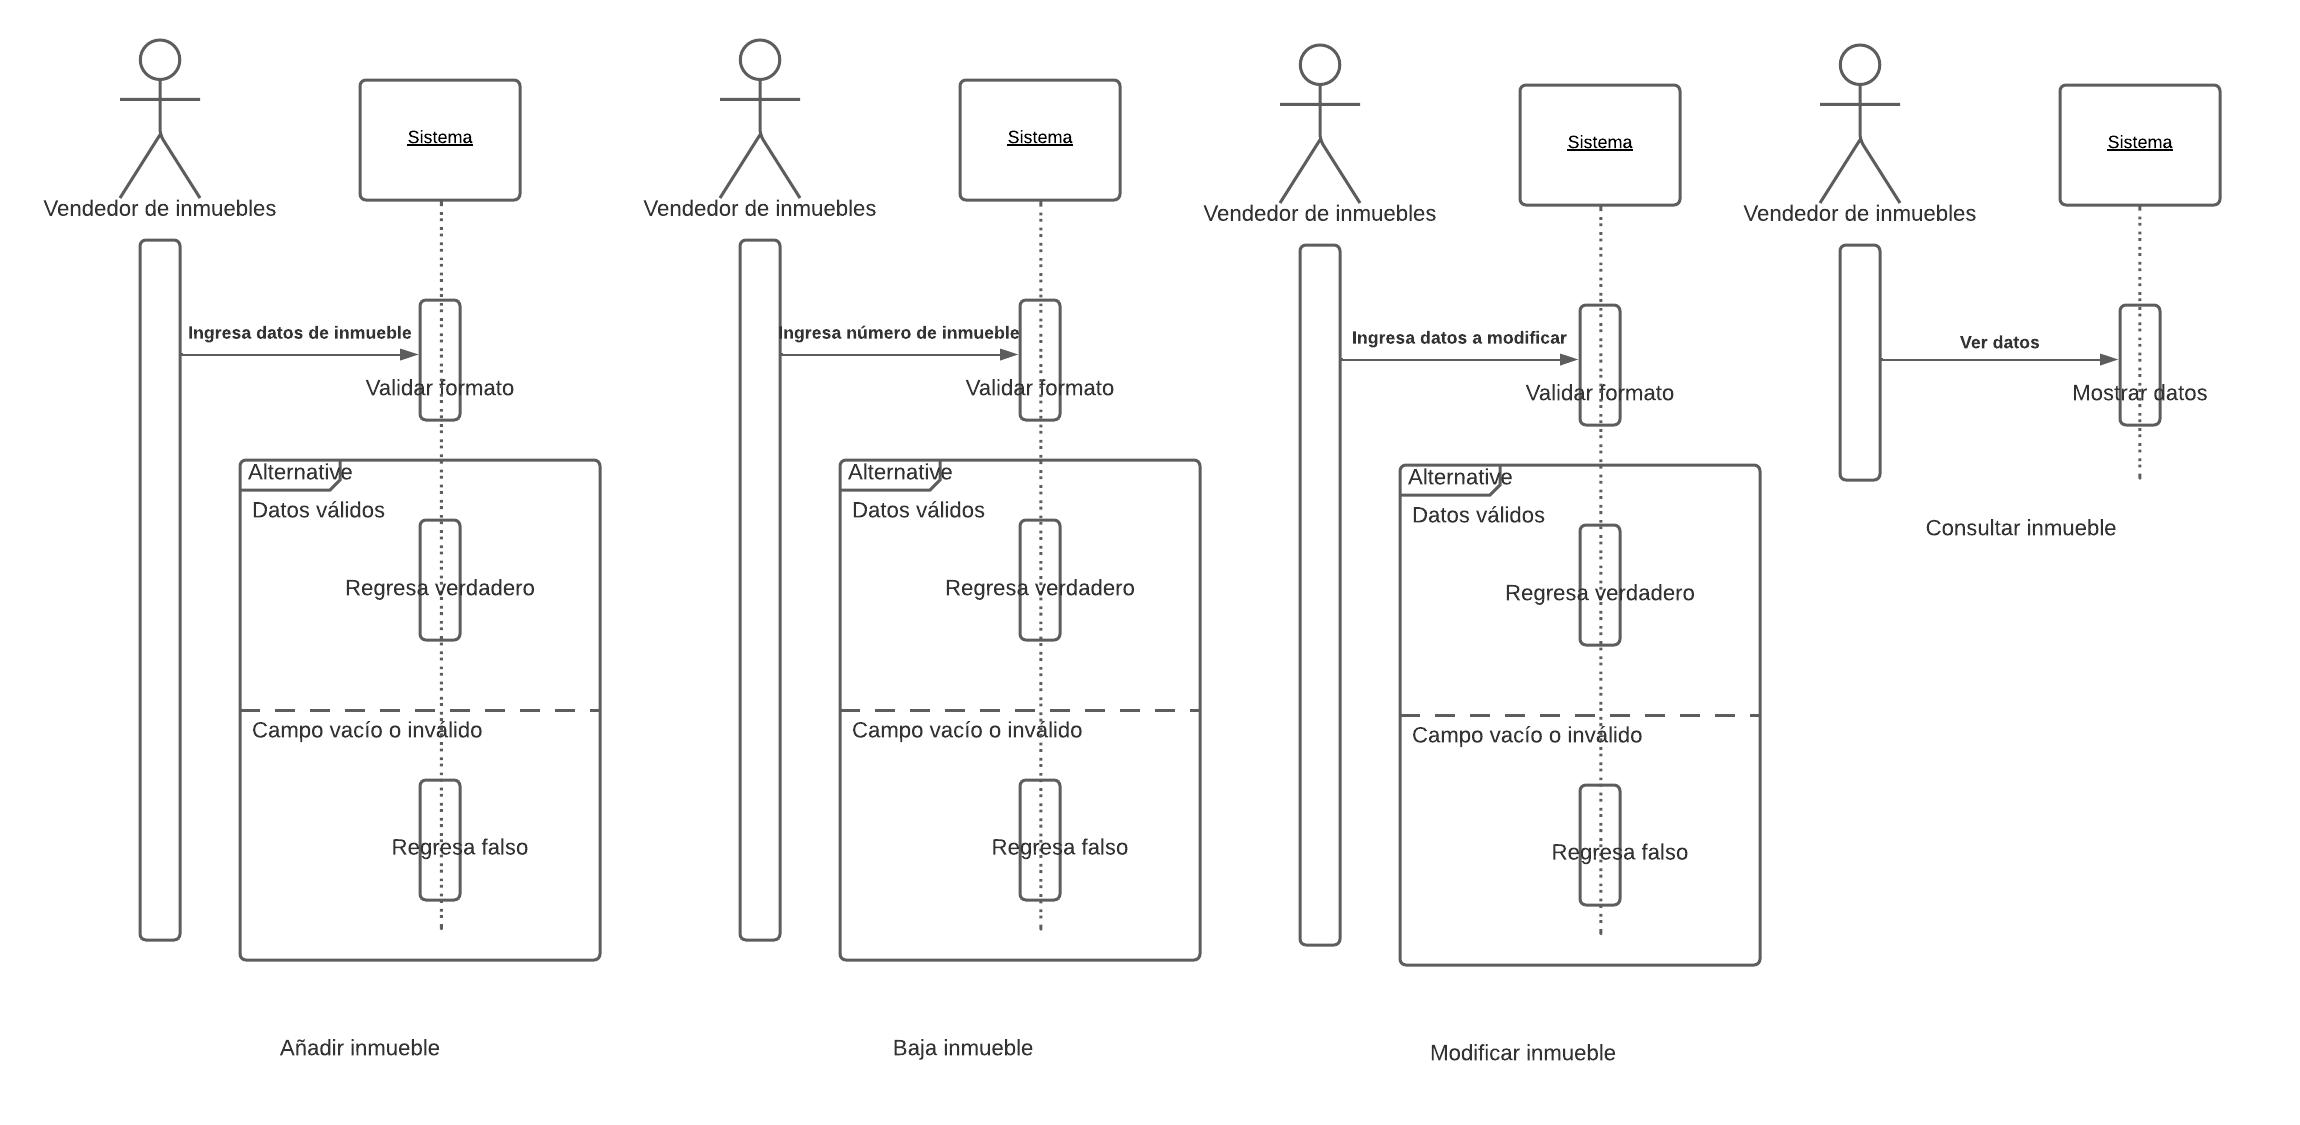 Sistema
Vendedor de inmuebles
Ingresa datos de inmueble
Validar formato
Alternative
Datos válidos
Regresa verdadero
Campo vacío o inválido
Regresa falso
Añadir inmueble
Sistema
Vendedor de inmuebles
Ingresa número de inmueble
Validar formato
Alternative
Datos válidos
Regresa verdadero
Campo vacío o inválido
Regresa falso
Baja inmueble
Sistema
Vendedor de inmuebles
Ingresa datos a modificar
Validar formato
Alternative
Datos válidos
Regresa verdadero
Campo vacío o inválido
Regresa falso
Modificar inmueble
Sistema
Vendedor de inmuebles
Ver datos
Mostrar datos
Consultar inmueble